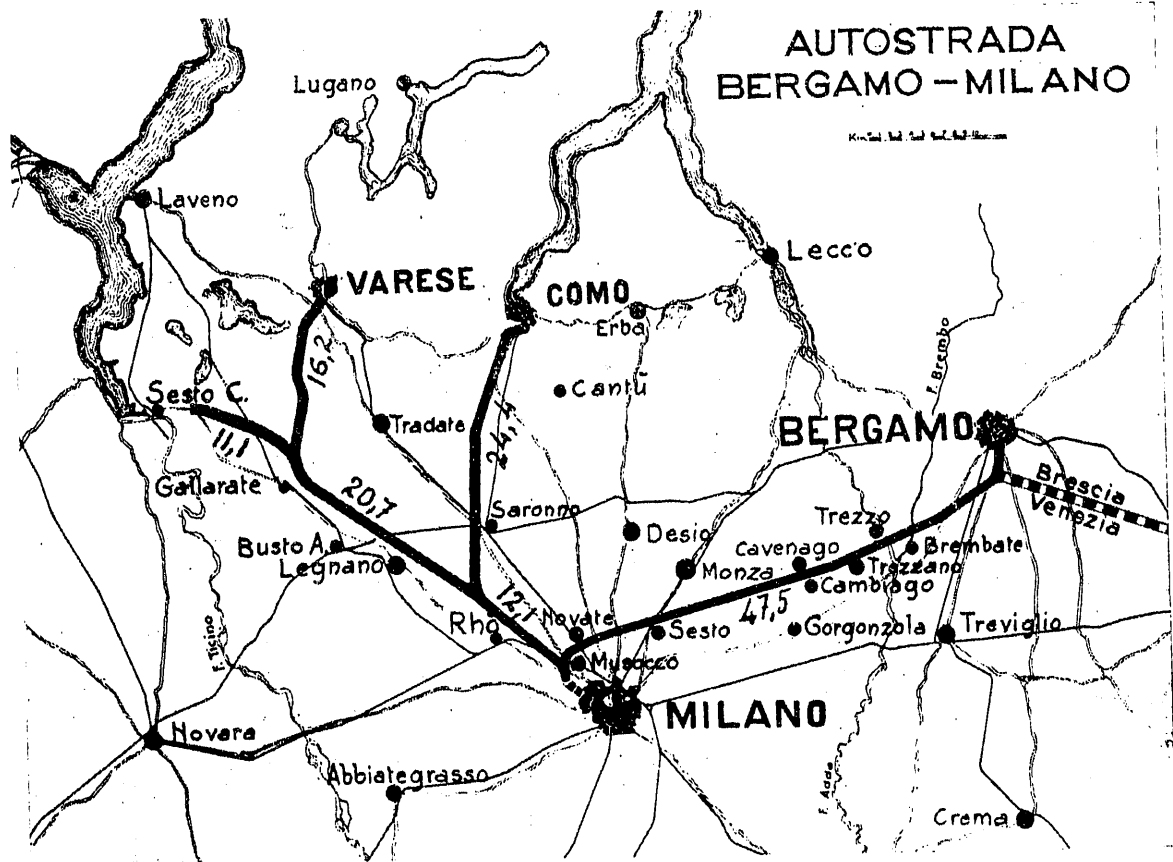 AUTOSTRADA
BERGAMO – MILANO
Lugano
Laveno
Lecco
VARESE
COMO
Erba
F. Brembo
16,2
Sesto C.
Cantū
24,4
Tradate
BERGAMO
11,1
Gallarate
20,7
Brescia
Venezia
Saronno
Trezzo
Desio
Busto A.
Legnano
Cavenago
Brembate
Monza
Trezzano
Cambiago
12,1
47,5
Rho
Novate
Sesto
Gorgonzola
Treviglio
F. Ticino
Musocco
MILANO
Novara
Abbiategrasso
F. Adda
Crema